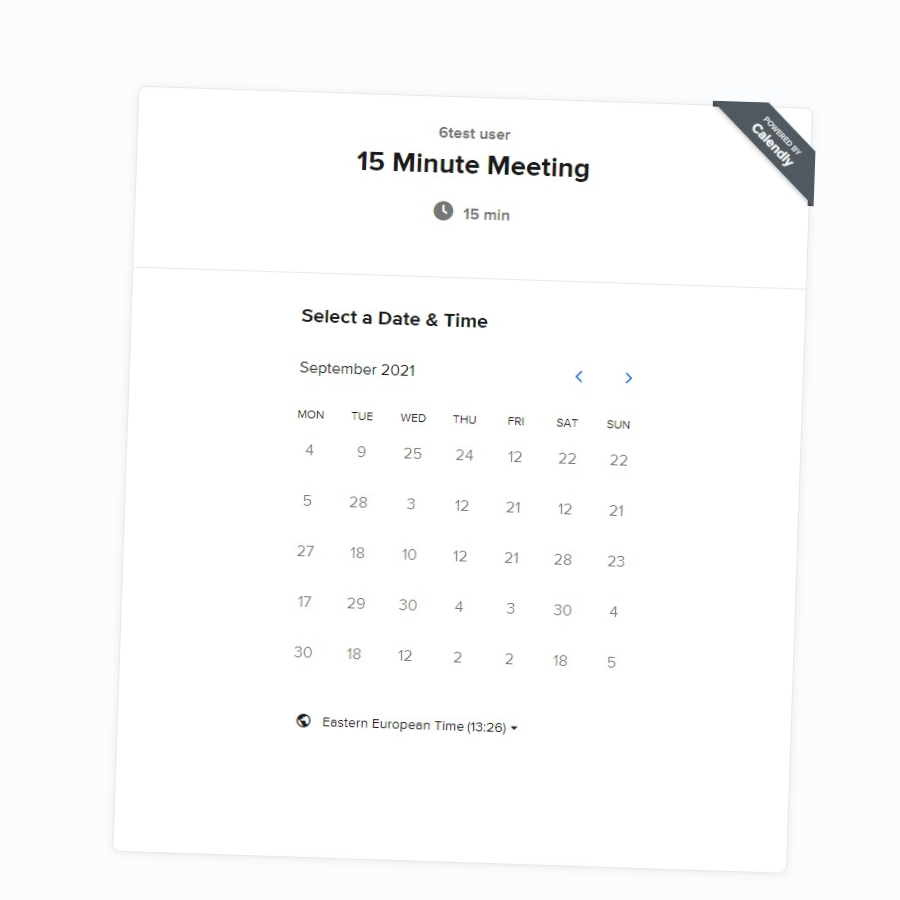 POWERED BY
Calendly
6test user
15 Minute Meeting
15 min
Select a Date & Time
September 2021
MON TUE WED THU FRI SAT SUN
4 9 25 24 12 22 22
5 28 3 12 21 12 21
27 18 10 12 21 28 23
17 29 30 4 3 30 4
30 18 12 2 2 18 5
Eastern European Time (13:26)